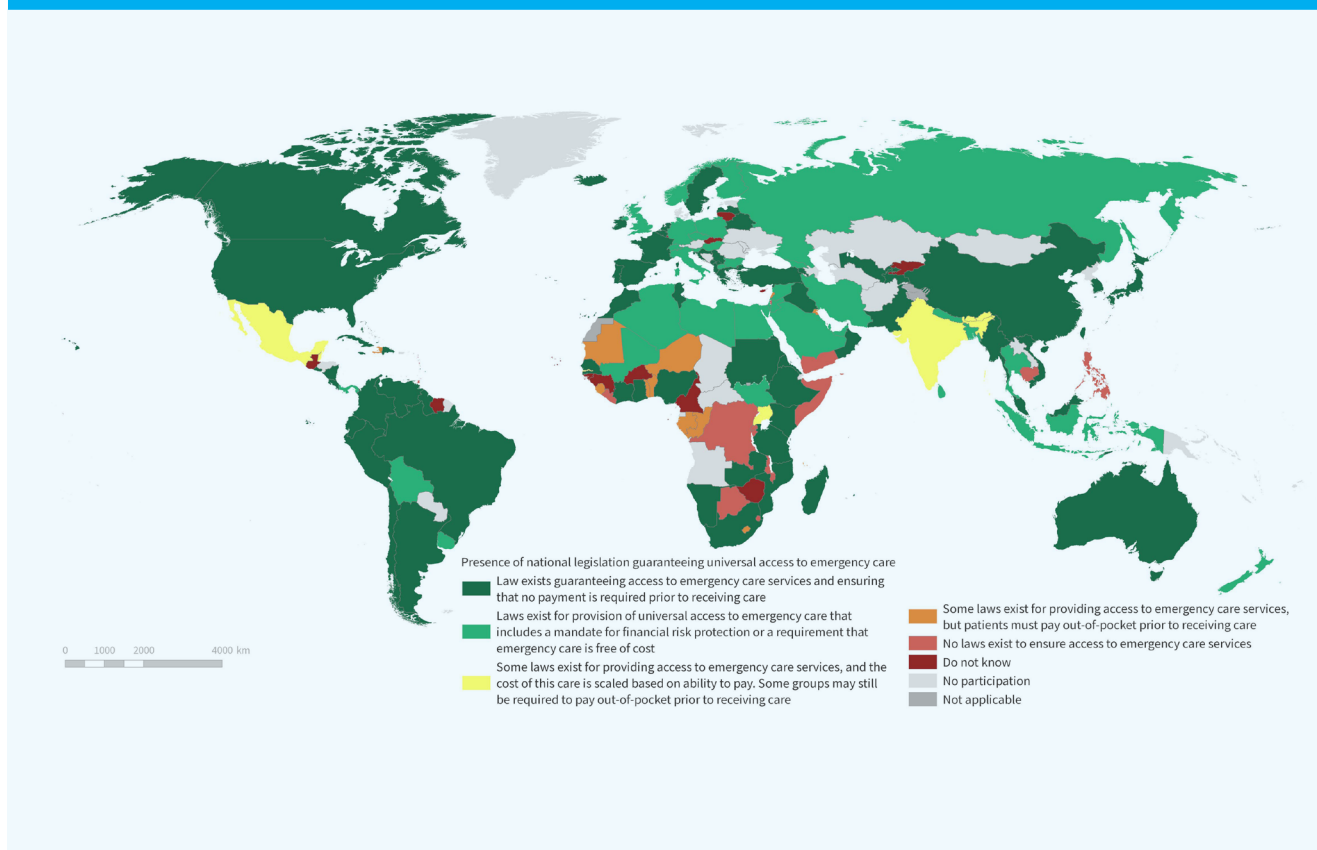 Presence of national legislation guaranteeing universal access to emergency care
Law exists guaranteeing access to emergency care services and ensuring
that no payment is required prior to receiving care
Laws exist for provision of universal access to emergency care that
includes a mandate for financial risk protection or a requirement that
emergency care is free of cost
Some laws exist for providing access to emergency care services, and the
cost of this care is scaled based on ability to pay. Some groups may still
be required to pay out-of-pocket prior to receiving care
Some laws exist for providing access to emergency care services,
but patients must pay out-of-pocket prior to receiving care
No laws exist to ensure access to emergency care services
Do not know
No participation
Not applicable
0 1000 2000 4000 km